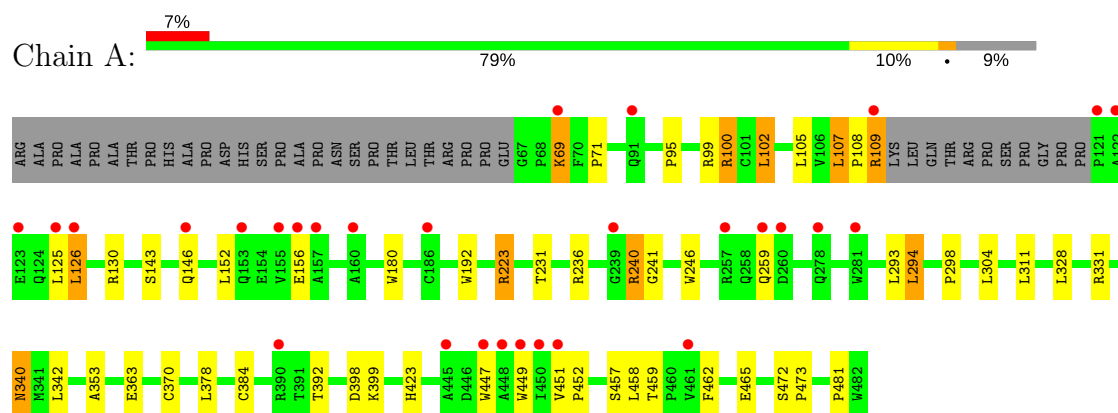 7%
Chain A:
79% 10% • 9%
ARG ALA PRO ALA PRO ALA THR PRO HIS ALA PRO ASP HIS SER PRO ALA PRO ASN SER PRO THR LEU THR ARG PRO PRO GLU G67 P68 K69 F70 P71 Q91 P95 R99 R100 C101 L102 L105 V106 L107 P108 R109 LYS LEU GLN THR ARG PRO SER PRO GLY PRO PRO P121 A122
E123 Q124 L125 L126 R130 S143 Q146 L152 Q153 E154 V155 E156 A157 A160 W180 C186 W192 R223 T231 R236 G239 R240 G241 W246 R257 Q258 Q259 D260 Q278 W281 L293 L294 P298 L304 L311 L328 R331
N340 M341 L342 A353 E363 C370 L378 C384 R390 T391 T392 D398 K399 H423 A445 D446 W447 A448 W449 I450 V451 P452 S457 L458 T459 P460 V461 F462 E465 S472 P473 P481 W482